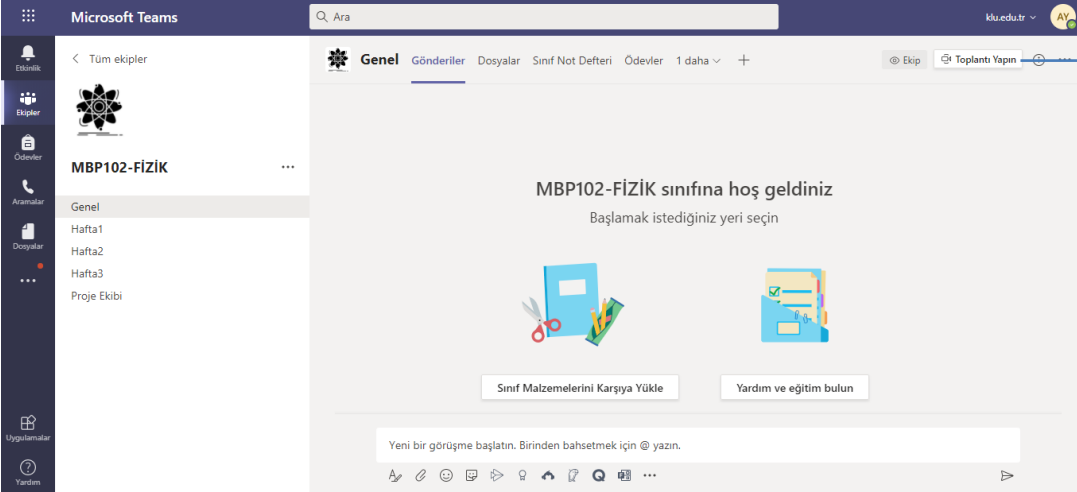 Microsoft Teams
Ara
klu.edu.tr
AY
Etkinlik
Ekipler
Ödevler
Aramalar
Dosyalar
Uygulamalar
Yardım
Tüm ekipler
MBP102-FİZİK
Genel
Hafta1
Hafta2
Hafta3
Proje Ekibi
Genel Gönderiler Dosyalar Sınıf Not Defteri Ödevler 1 daha
Ekip Toplantı Yapın
MBP102-FİZİK sınıfına hoş geldiniz
Başlamak istediğiniz yeri seçin
Sınıf Malzemelerini Karşıya Yükle
Yardım ve eğitim bulun
Yeni bir görüşme başlatın. Birinden bahsetmek için @ yazın.